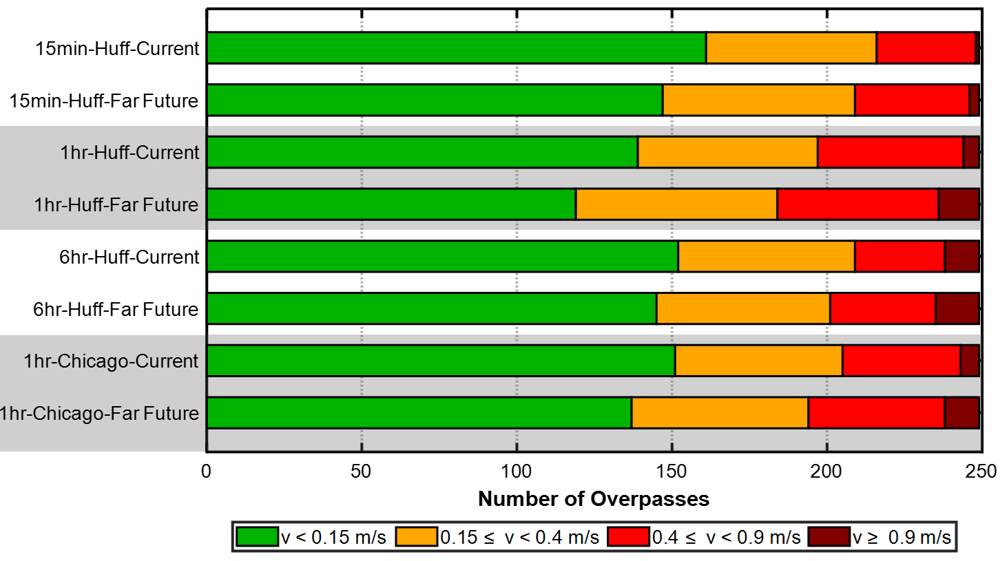 15min-Huff-Current
15min-Huff-Far Future
1hr-Huff-Current
1hr-Huff-Far Future
6hr-Huff-Current
6hr-Huff-Far Future
1hr-Chicago-Current
1hr-Chicago-Far Future
0 50 100 150 200 250
Number of Overpasses
v < 0.15 m/s 0.15 ≤ v < 0.4 m/s 0.4 ≤ v < 0.9 m/s v ≥ 0.9 m/s